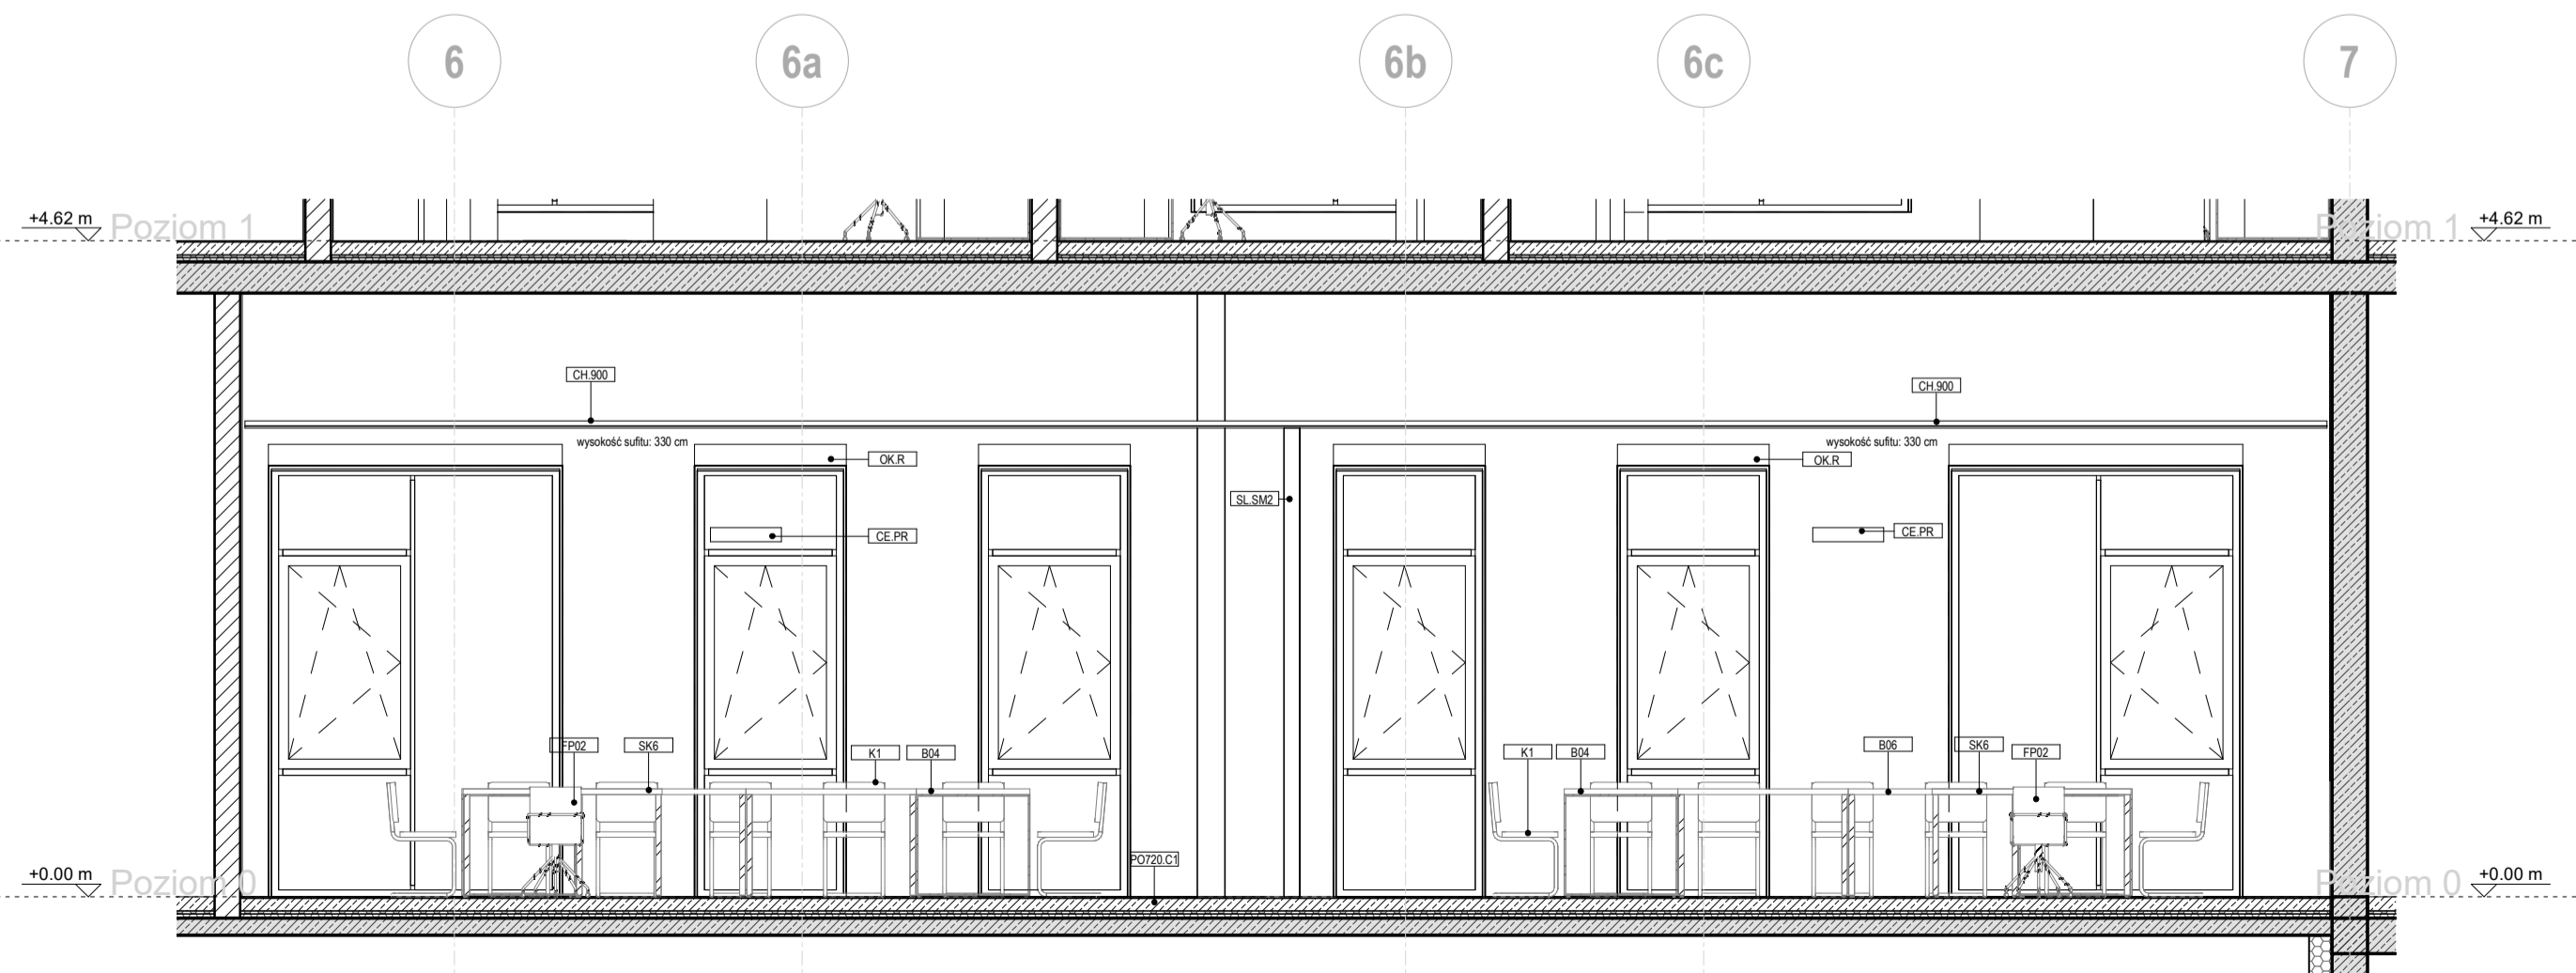 6 6a 6b 6c 7
+4.62 m Poziom 1 Poziom 1 +4.62 m
CH.900 CH.900
wysokość sufitu: 330 cm wysokość sufitu: 330 cm
OK.R OK.R
SL.SM2
CE.PR CE.PR
FP02 SK6 K1 B04 K1 B04 B06 SK6 FP02
PO720.C1
+0.00 m Poziom 0 Poziom 0 +0.00 m